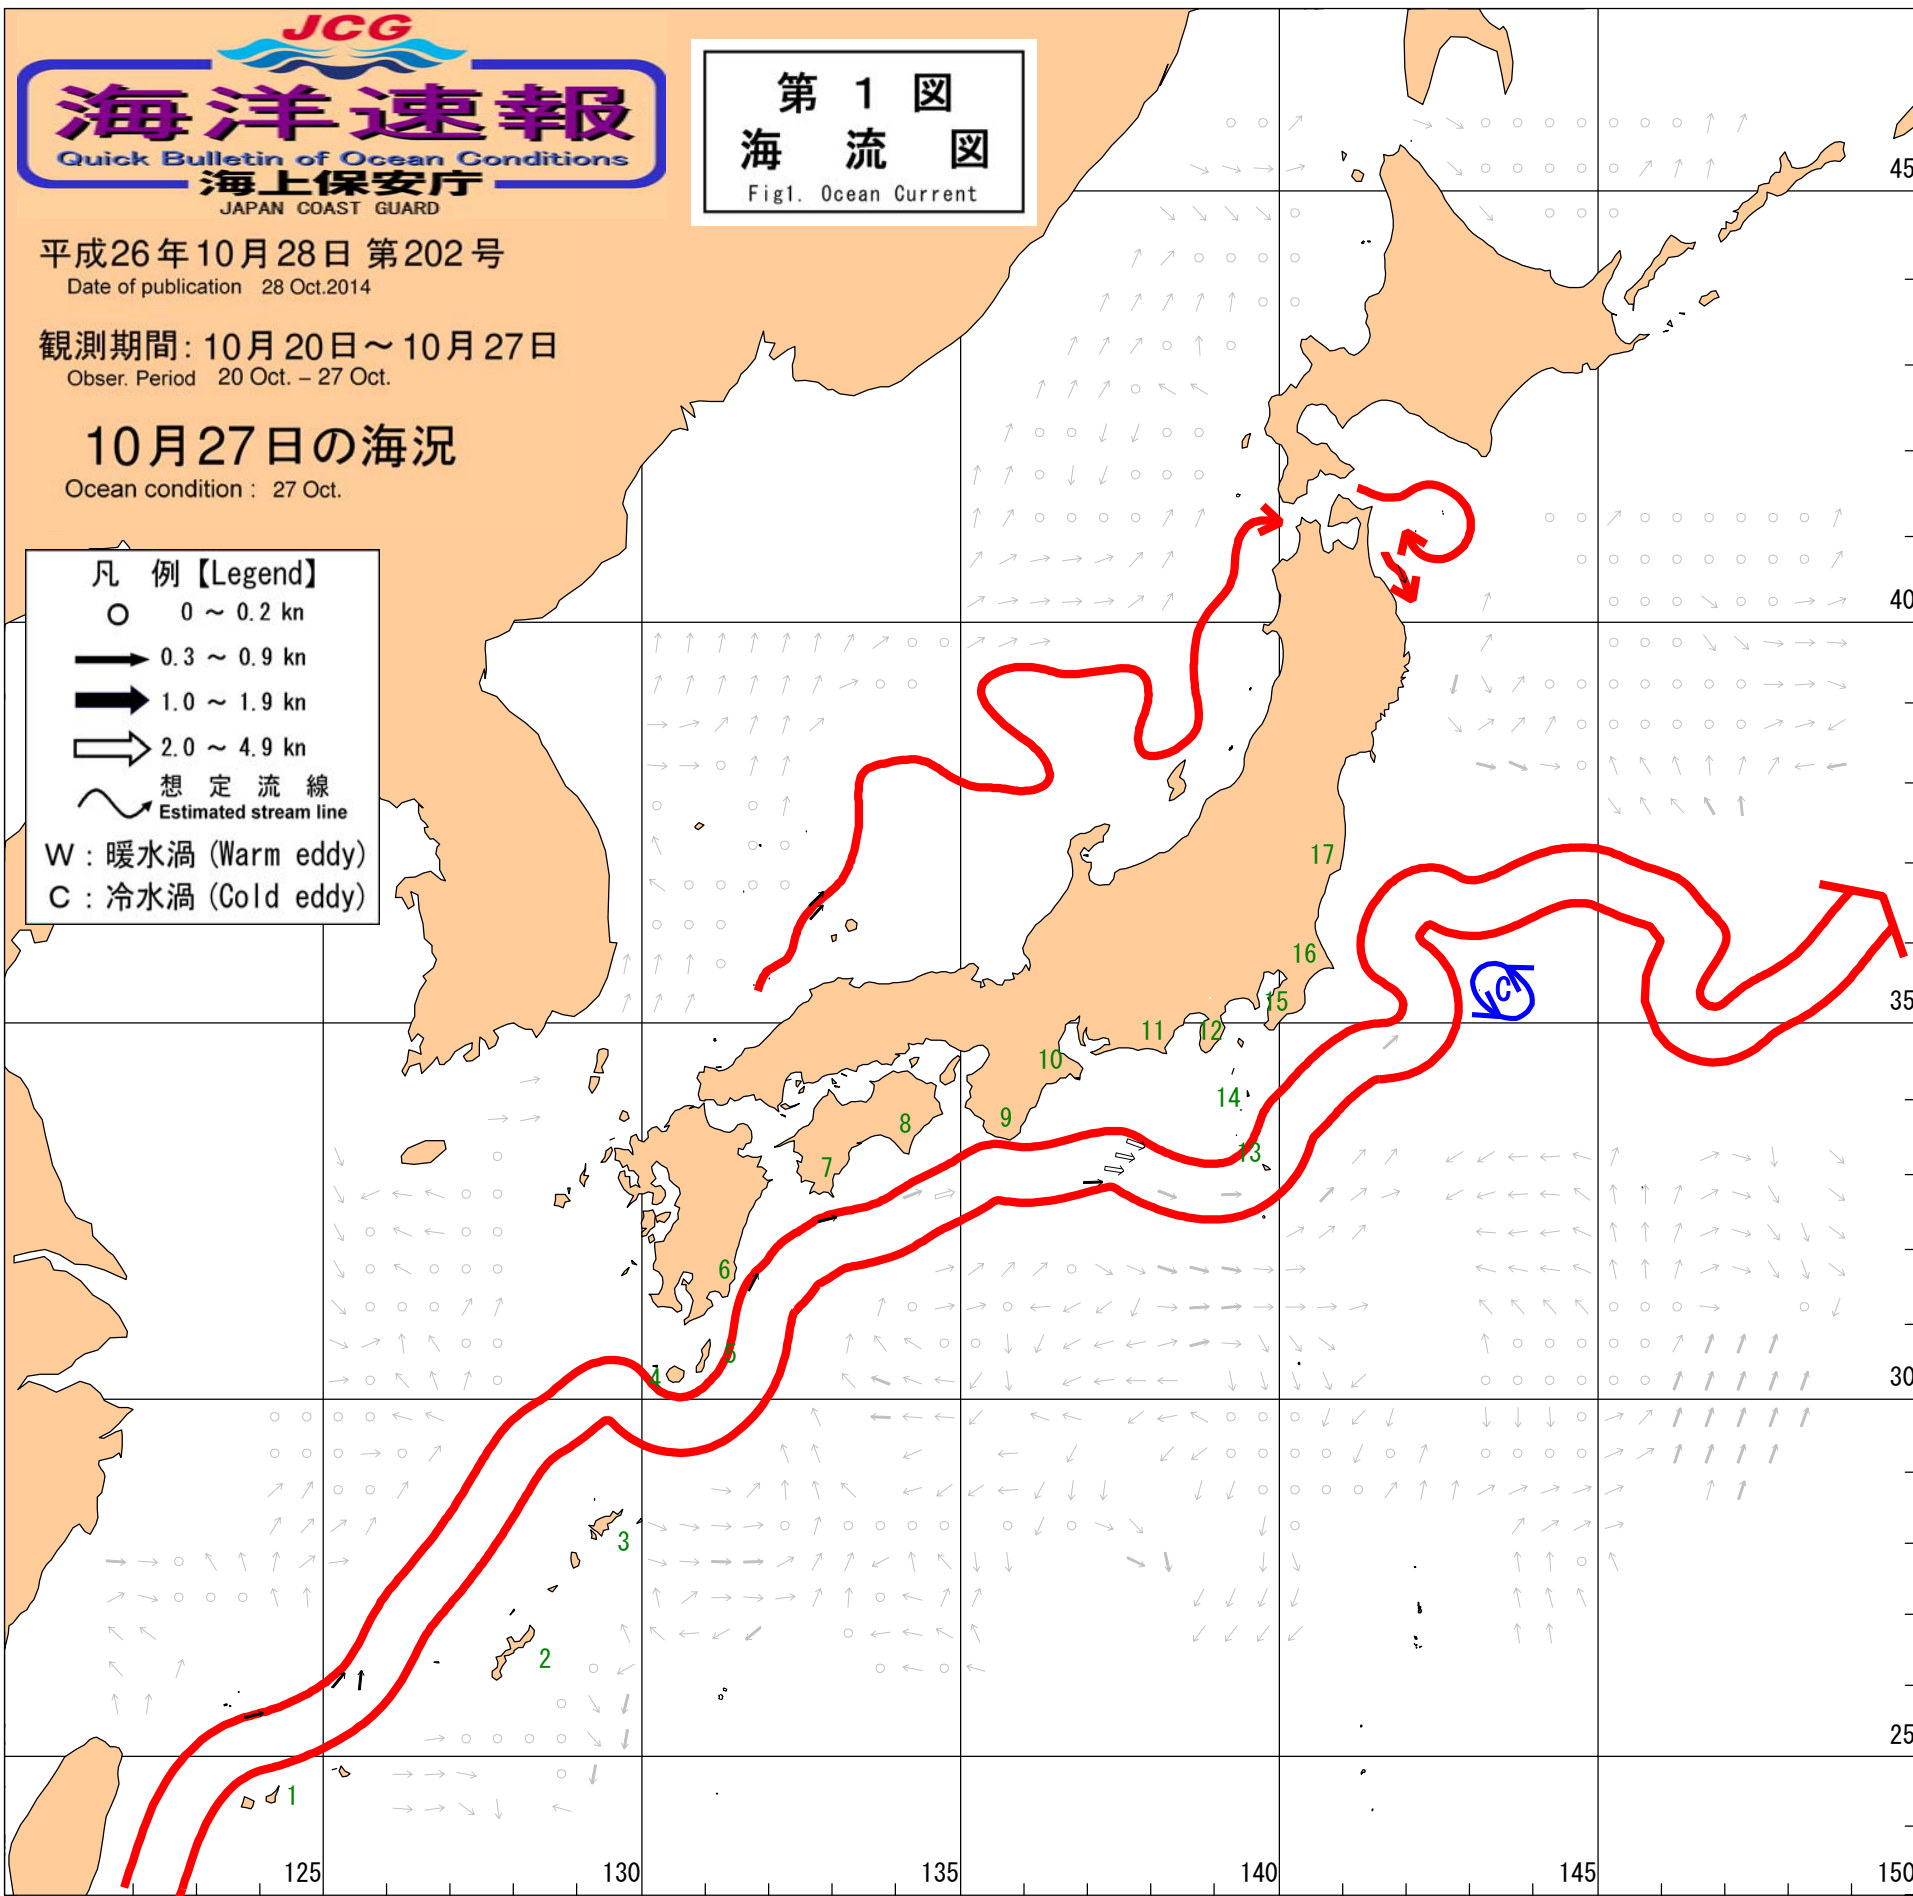 JCG
海洋速報
Quick Bulletin of Ocean Conditions
海上保安庁
JAPAN COAST GUARD
第 1 図
海 流 図
Fig1. Ocean Current
平成26年10月28日 第202号
Date of publication 28 Oct.2014
観測期間: 10月20日～10月27日
Obser. Period 20 Oct. – 27 Oct.
10月27日の海況
Ocean condition : 27 Oct.
凡 例【Legend】
0 ～ 0.2 kn
0.3 ～ 0.9 kn
1.0 ～ 1.9 kn
2.0 ～ 4.9 kn
想 定 流 線
Estimated stream line
W : 暖水渦 (Warm eddy)
C : 冷水渦 (Cold eddy)
45
40
17
16
C
35
15
11
12
10
14
9
8
13
7
6
5
4
30
3
2
25
1
125
130
135
140
145
150